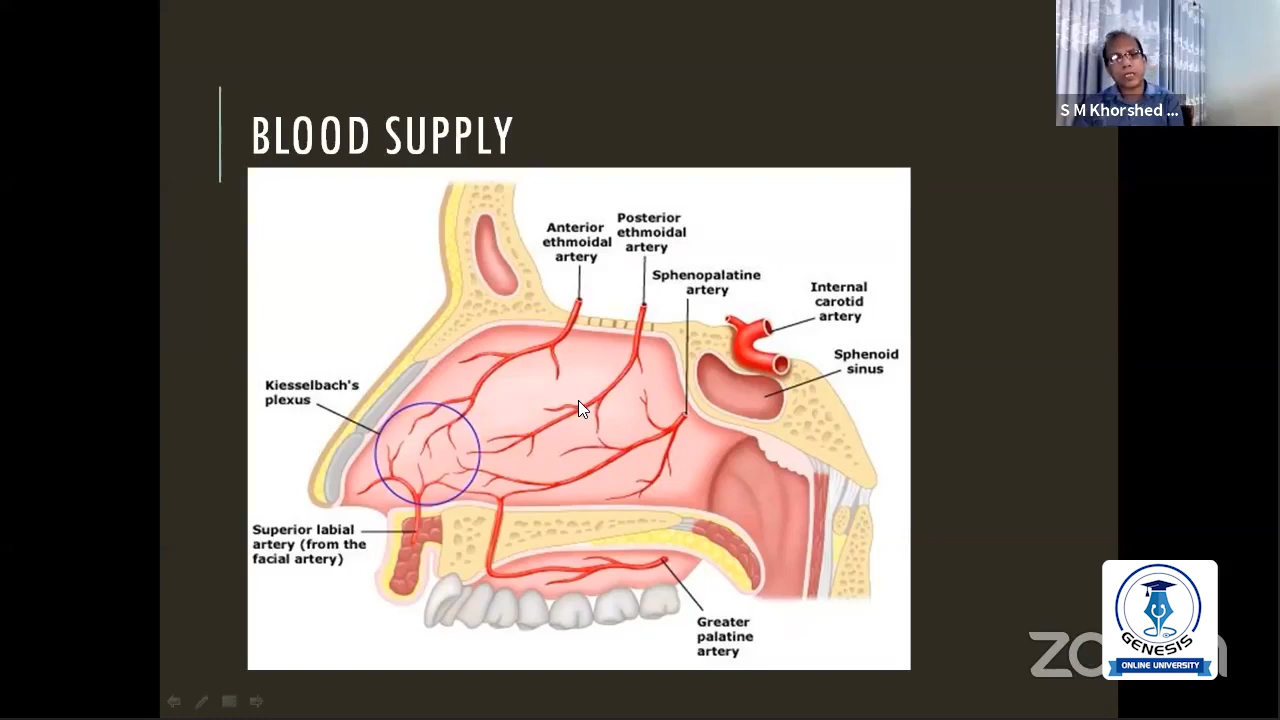 S M Khorshed ...
BLOOD SUPPLY
Anterior
ethmoidal
artery
Posterior
ethmoidal
artery
Sphenopalatine
artery
Internal
carotid
artery
Sphenoid
sinus
Kiesselbach's
plexus
Superior labial
artery (from the
facial artery)
Greater
palatine
artery
GENESIS
ONLINE UNIVERSITY